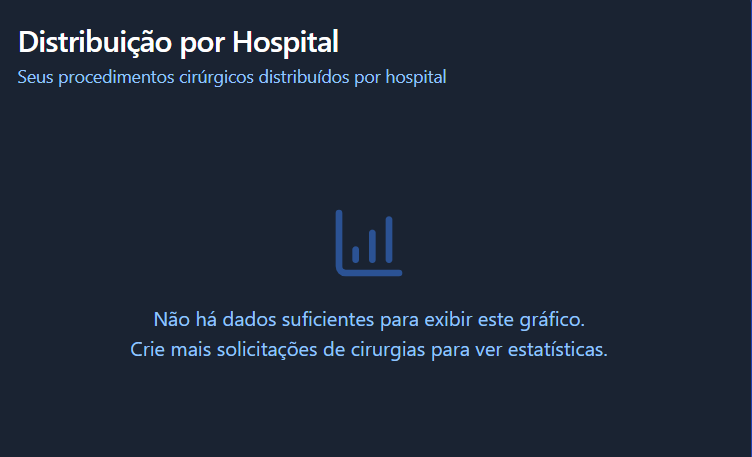 Distribuição por Hospital
Seus procedimentos cirúrgicos distribuídos por hospital
Não há dados suficientes para exibir este gráfico.
Crie mais solicitações de cirurgias para ver estatísticas.